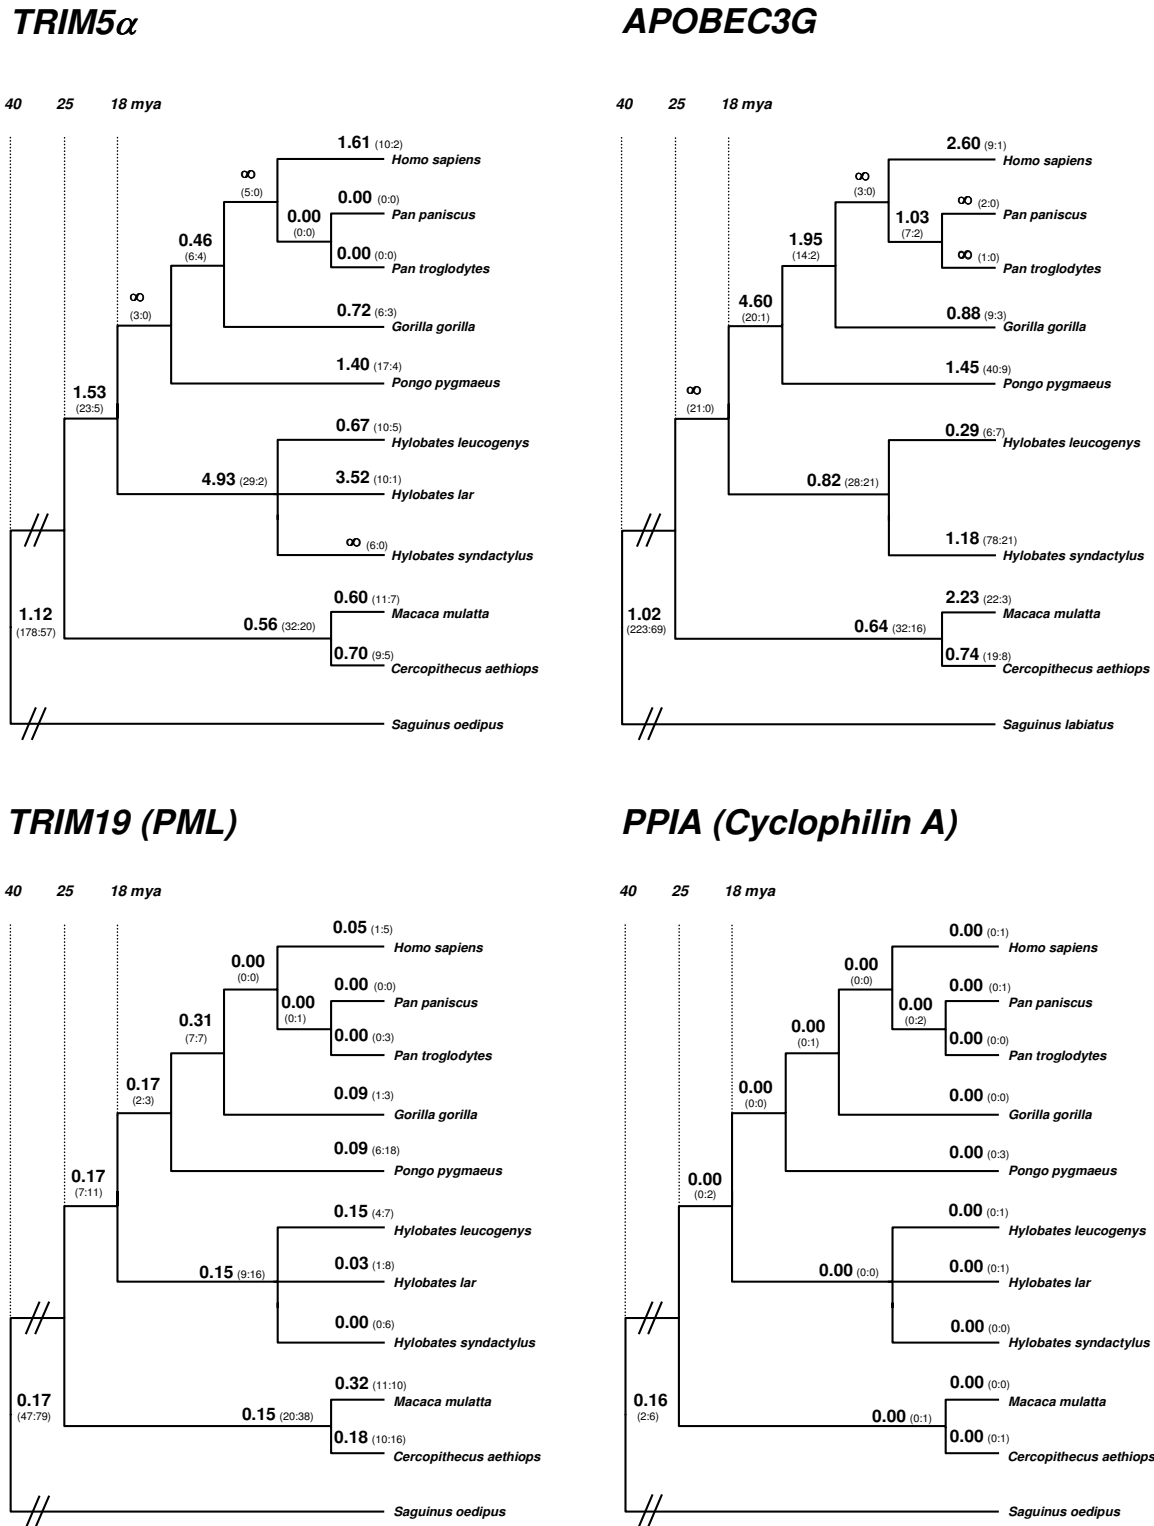 TRIM5α
40 25 18 mya
1.61 (10:2)
Homo sapiens
∞
(5:0)
0.00 (0:0)
Pan paniscus
0.00
(0:0)
0.46
(6:4)
0.00 (0:0)
Pan troglodytes
∞
(3:0)
0.72 (6:3)
Gorilla gorilla
1.40 (17:4)
Pongo pygmaeus
1.53
(23:5)
0.67 (10:5)
Hylobates leucogenys
4.93 (29:2)
3.52 (10:1)
Hylobates lar
∞ (6:0)
Hylobates syndactylus
1.12
(178:57)
0.60 (11:7)
Macaca mulatta
0.56 (32:20)
0.70 (9:5)
Cercopithecus aethiops
Saguinus oedipus
APOBEC3G
40 25 18 mya
2.60 (9:1)
Homo sapiens
∞
(3:0)
∞ (2:0)
Pan paniscus
1.03
(7:2)
1.95
(14:2)
∞ (1:0)
Pan troglodytes
4.60
(20:1)
0.88 (9:3)
Gorilla gorilla
1.45 (40:9)
Pongo pygmaeus
∞
(21:0)
0.29 (6:7)
Hylobates leucogenys
0.82 (28:21)
1.18 (78:21)
Hylobates syndactylus
1.02
(223:69)
2.23 (22:3)
Macaca mulatta
0.64 (32:16)
0.74 (19:8)
Cercopithecus aethiops
Saguinus labiatus
TRIM19 (PML)
40 25 18 mya
0.05 (1:5)
Homo sapiens
0.00
(0:0)
0.00 (0:0)
Pan paniscus
0.00
(0:1)
0.31
(7:7)
0.00 (0:3)
Pan troglodytes
0.17
(2:3)
0.09 (1:3)
Gorilla gorilla
0.09 (6:18)
Pongo pygmaeus
0.17
(7:11)
0.15 (4:7)
Hylobates leucogenys
0.15 (9:16)
0.03 (1:8)
Hylobates lar
0.00 (0:6)
Hylobates syndactylus
0.17
(47:79)
0.32 (11:10)
Macaca mulatta
0.15 (20:38)
0.18 (10:16)
Cercopithecus aethiops
Saguinus oedipus
PPIA (Cyclophilin A)
40 25 18 mya
0.00 (0:1)
Homo sapiens
0.00
(0:0)
0.00 (0:1)
Pan paniscus
0.00
(0:2)
0.00
(0:1)
0.00 (0:0)
Pan troglodytes
0.00
(0:0)
0.00 (0:0)
Gorilla gorilla
0.00 (0:3)
Pongo pygmaeus
0.00
(0:2)
0.00 (0:1)
Hylobates leucogenys
0.00 (0:0)
0.00 (0:1)
Hylobates lar
0.00 (0:0)
Hylobates syndactylus
0.16
(2:6)
0.00 (0:0)
Macaca mulatta
0.00 (0:1)
0.00 (0:1)
Cercopithecus aethiops
Saguinus oedipus